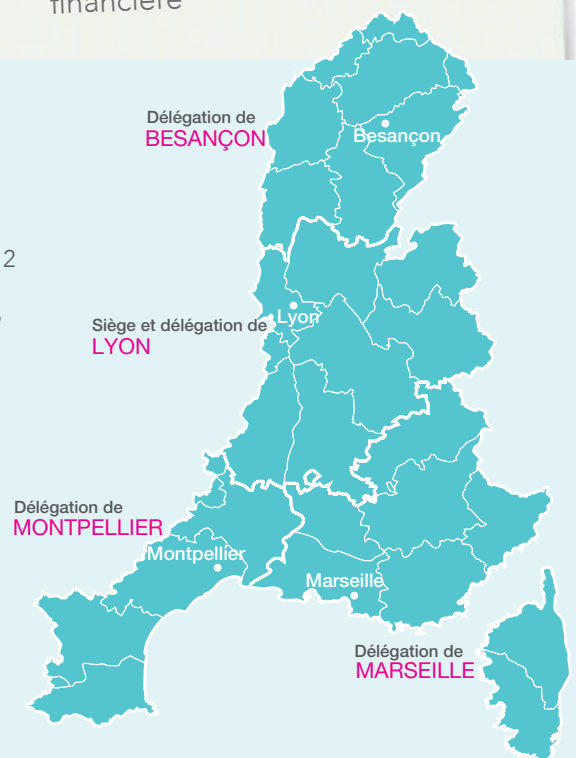 financière
Délégation de
BESANÇON
Besançon
2
Siège et délégation de
LYON
Lyon
Délégation de
MONTPELLIER
Montpellier
Marseille
Délégation de
MARSEILLE